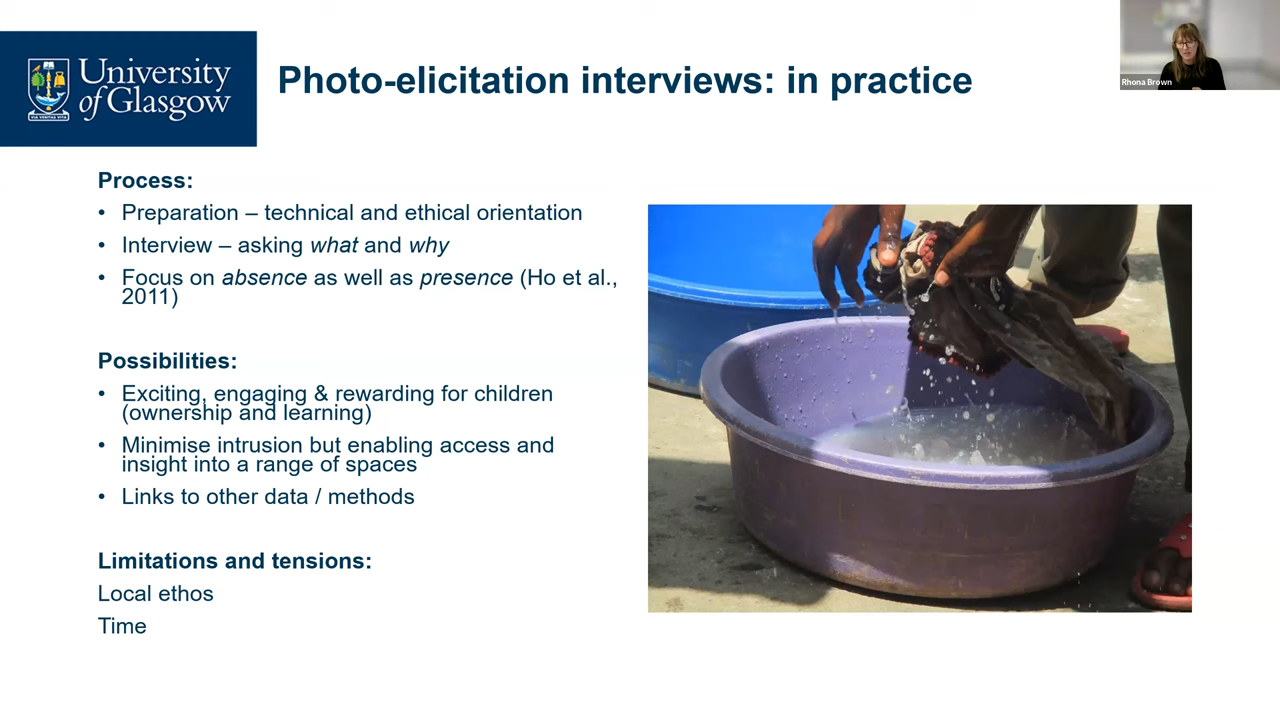 University
of Glasgow
VIA VERITAS VITA
Photo-elicitation interviews: in practice
Rhona Brown
Process:
• Preparation – technical and ethical orientation
• Interview – asking what and why
• Focus on absence as well as presence (Ho et al.,
2011)
Possibilities:
• Exciting, engaging & rewarding for children
(ownership and learning)
• Minimise intrusion but enabling access and
insight into a range of spaces
• Links to other data / methods
Limitations and tensions:
Local ethos
Time